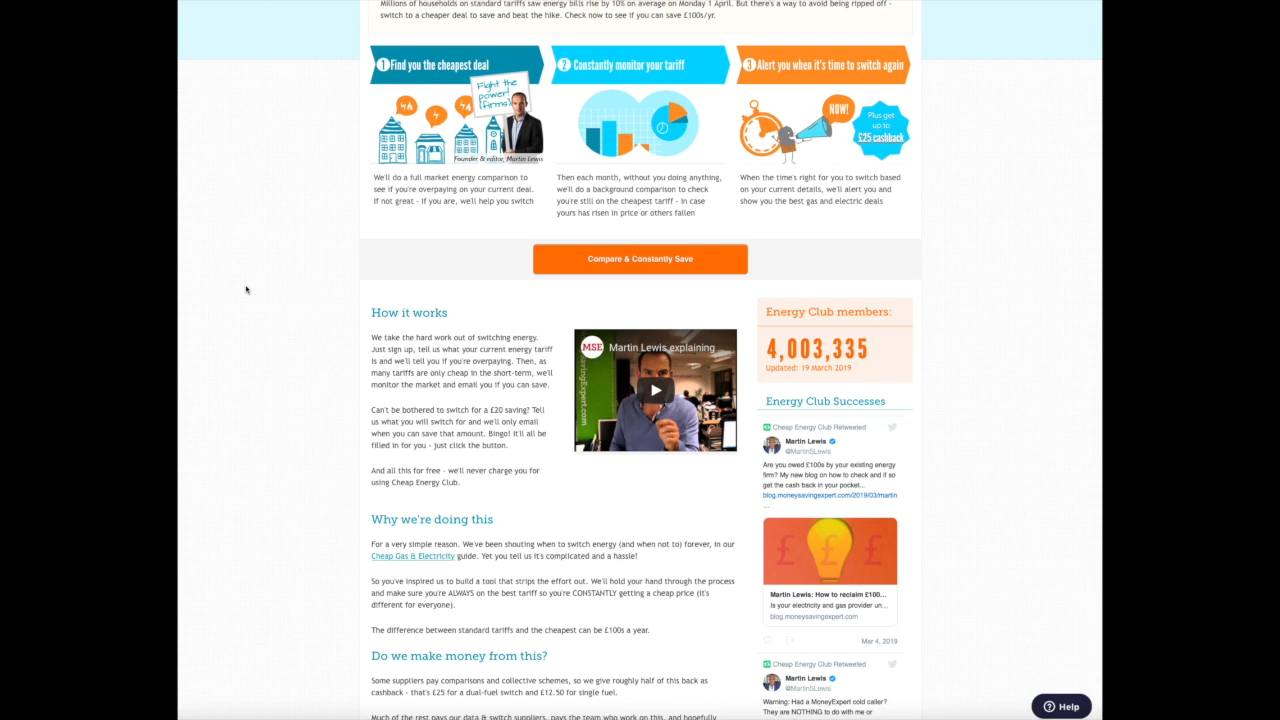 Millions of households on standard tariffs saw energy bills rise by 10% on average on Monday 1 April. But there's a way to avoid being ripped off -
switch to a cheaper deal to save and beat the hike. Check now to see if you can save £100s/yr.
1 Find you the cheapest deal
2 Constantly monitor your tariff
3 Alert you when it's time to switch again
Fight the
power!
firms!
Founder & editor, Martin Lewis
NOW!
Plus get
up to
£25 cashback
We'll do a full market energy comparison to
see if you're overpaying on your current deal.
If not great - if you are, we'll help you switch
Then each month, without you doing anything,
we'll do a background comparison to check
you're still on the cheapest tariff - in case
yours has risen in price or others fallen
When the time's right for you to switch based
on your current details, we'll alert you and
show you the best gas and electric deals
Compare & Constantly Save
How it works
We take the hard work out of switching energy.
Just sign up, tell us what your current energy tariff
is and we'll tell you if you're overpaying. Then, as
many tariffs are only cheap in the short-term, we'll
monitor the market and email you if you can save.
Can't be bothered to switch for a £20 saving? Tell
us what you will switch for and we'll only email
when you can save that amount. Bingo! It'll all be
filled in for you - just click the button.
And all this for free - we'll never charge you for
using Cheap Energy Club.
MSE Martin Lewis explaining
SavingExpert.com
Why we're doing this
For a very simple reason. We've been shouting when to switch energy (and when not to) forever, in our
Cheap Gas & Electricity guide. Yet you tell us it's complicated and a hassle!
So you've inspired us to build a tool that strips the effort out. We'll hold your hand through the process
and make sure you're ALWAYS on the best tariff so you're CONSTANTLY getting a cheap price (it's
different for everyone).
The difference between standard tariffs and the cheapest can be £100s a year.
Do we make money from this?
Some suppliers pay comparisons and collective schemes, so we give roughly half of this back as
cashback - that's £25 for a dual-fuel switch and £12.50 for single fuel.
Much of the rest pays our data & switch suppliers, pays the team who work on this, and hopefully
Energy Club members:
4,003,335
Updated: 19 March 2019
Energy Club Successes
Cheap Energy Club Retweeted
Martin Lewis
@MartinSLewis
Are you owed £100s by your existing energy
firm? My new blog on how to check and if so
get the cash back in your pocket...
blog.moneysavingexpert.com/2019/03/martin
...
£ £ £
Martin Lewis: How to reclaim £100...
Is your electricity and gas provider un...
blog.moneysavingexpert.com
Mar 4, 2019
Cheap Energy Club Retweeted
Martin Lewis
@MartinSLewis
Warning: Had a MoneyExpert cold caller?
They are NOTHING to do with me or
Help